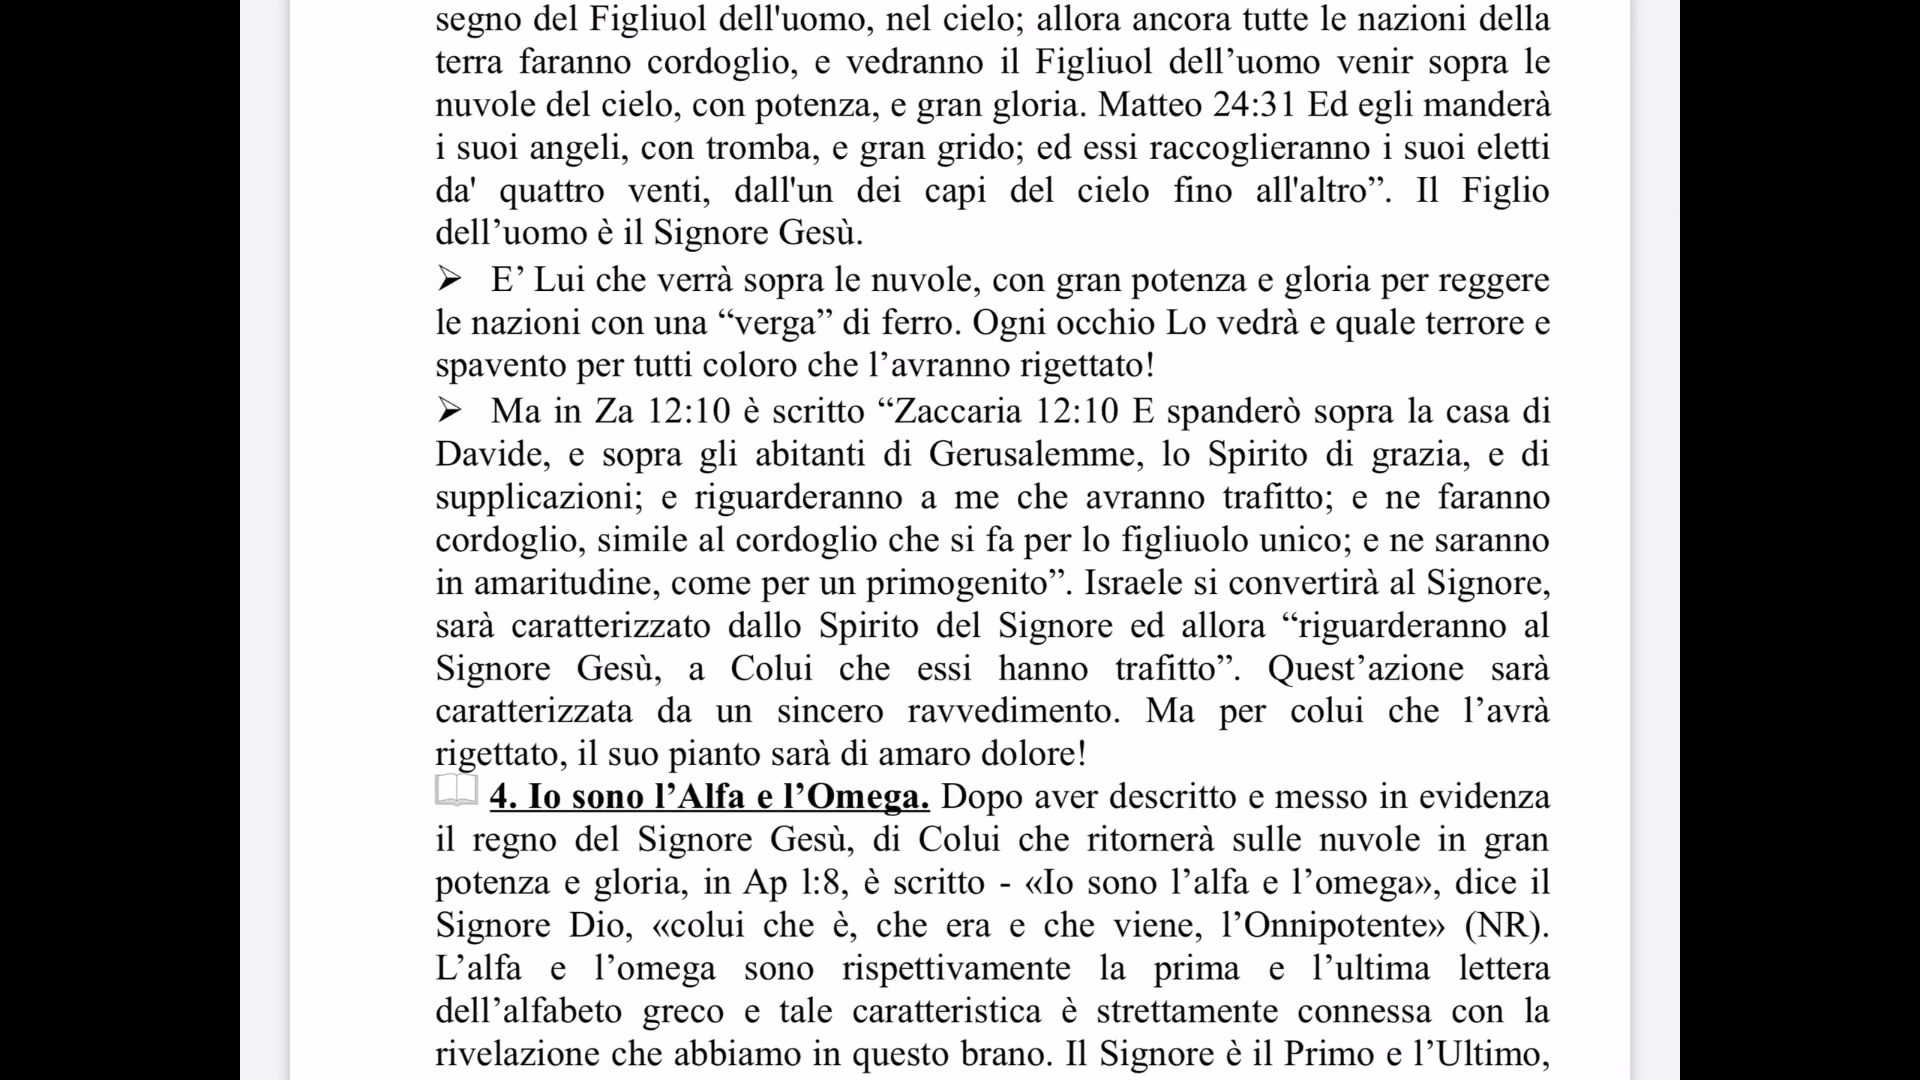 segno del Figliuol dell'uomo, nel cielo; allora ancora tutte le nazioni della
terra faranno cordoglio, e vedranno il Figliuol dell’uomo venir sopra le
nuvole del cielo, con potenza, e gran gloria. Matteo 24:31 Ed egli manderà
i suoi angeli, con tromba, e gran grido; ed essi raccoglieranno i suoi eletti
da' quattro venti, dall'un dei capi del cielo fino all'altro”. Il Figlio
dell’uomo è il Signore Gesù.
➢ E’ Lui che verrà sopra le nuvole, con gran potenza e gloria per reggere
le nazioni con una “verga” di ferro. Ogni occhio Lo vedrà e quale terrore e
spavento per tutti coloro che l’avranno rigettato!
➢ Ma in Za 12:10 è scritto “Zaccaria 12:10 E spanderò sopra la casa di
Davide, e sopra gli abitanti di Gerusalemme, lo Spirito di grazia, e di
supplicazioni; e riguarderanno a me che avranno trafitto; e ne faranno
cordoglio, simile al cordoglio che si fa per lo figliuolo unico; e ne saranno
in amaritudine, come per un primogenito”. Israele si convertirà al Signore,
sarà caratterizzato dallo Spirito del Signore ed allora “riguarderanno al
Signore Gesù, a Colui che essi hanno trafitto”. Quest’azione sarà
caratterizzata da un sincero ravvedimento. Ma per colui che l’avrà
rigettato, il suo pianto sarà di amaro dolore!
4. Io sono l’Alfa e l’Omega. Dopo aver descritto e messo in evidenza
il regno del Signore Gesù, di Colui che ritornerà sulle nuvole in gran
potenza e gloria, in Ap l:8, è scritto - «Io sono l’alfa e l’omega», dice il
Signore Dio, «colui che è, che era e che viene, l’Onnipotente» (NR).
L’alfa e l’omega sono rispettivamente la prima e l’ultima lettera
dell’alfabeto greco e tale caratteristica è strettamente connessa con la
rivelazione che abbiamo in questo brano. Il Signore è il Primo e l’Ultimo,